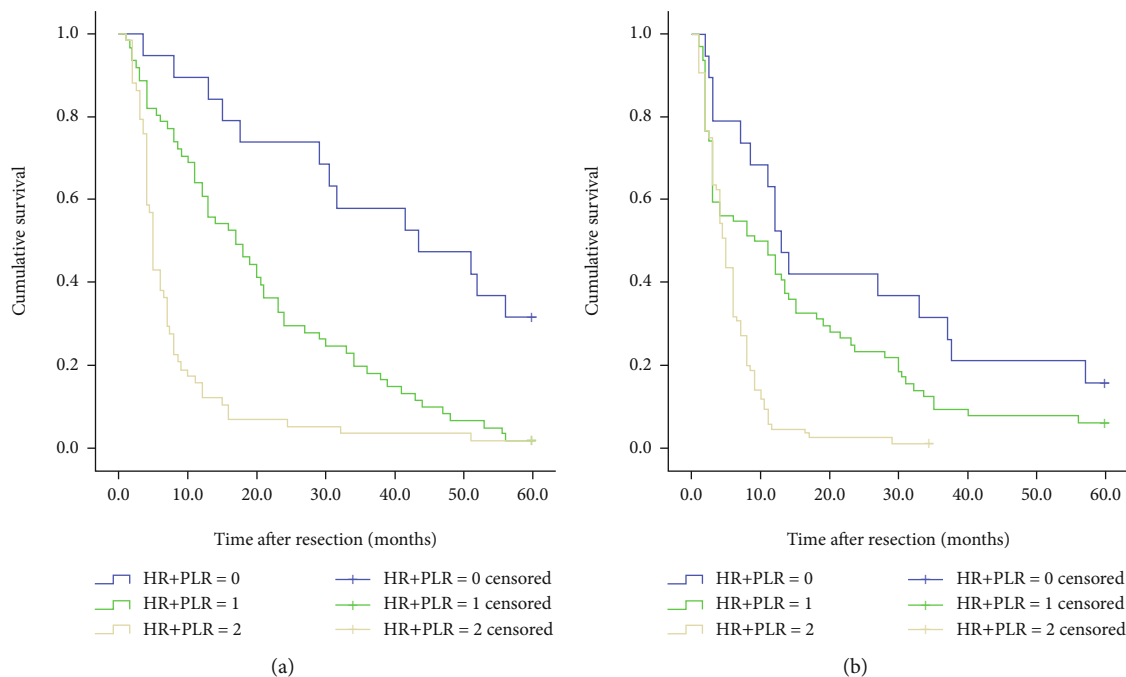 1.0
0.8
0.6
0.4
0.2
0.0
Cumulative survival
0.0 10.0 20.0 30.0 40.0 50.0 60.0
Time after resection (months)
HR+PLR = 0 HR+PLR = 0 censored
HR+PLR = 1 HR+PLR = 1 censored
HR+PLR = 2 HR+PLR = 2 censored
(a)
1.0
0.8
0.6
0.4
0.2
0.0
Cumulative survival
0.0 10.0 20.0 30.0 40.0 50.0 60.0
Time after resection (months)
HR+PLR = 0 HR+PLR = 0 censored
HR+PLR = 1 HR+PLR = 1 censored
HR+PLR = 2 HR+PLR = 2 censored
(b)